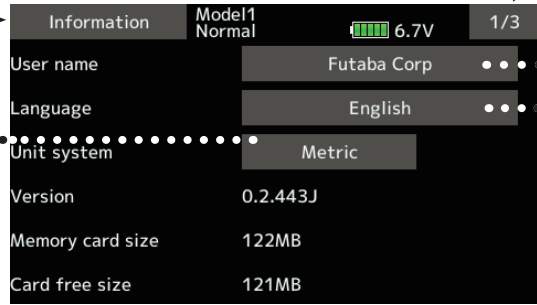 Information Model1 Normal 6.7V 1/3
User name Futaba Corp
Language English
Unit system Metric
Version 0.2.443J
Memory card size 122MB
Card free size 121MB